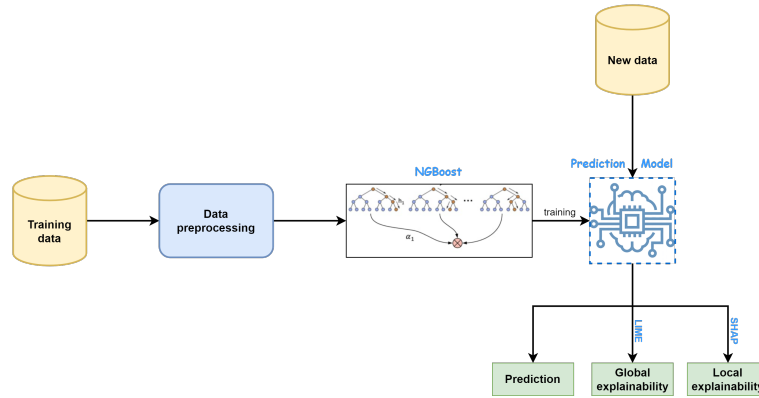 New data
Prediction Model
NGBoost
Training
data
Data
preprocessing
...
α₁
training
LIME
SHAP
Prediction
Global
explainability
Local
explainability